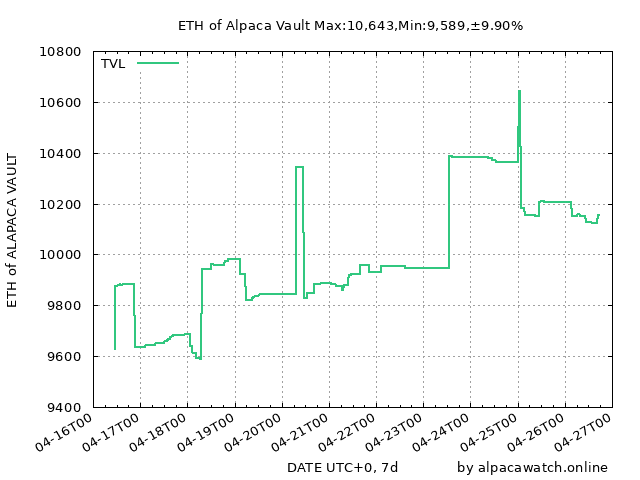 ETH of Alpaca Vault Max:10,643,Min:9,589,±9.90%
TVL
10800
10600
10400
10200
10000
9800
9600
9400
ETH of ALAPACA VAULT
04-16T00
04-17T00
04-18T00
04-19T00
04-20T00
04-21T00
04-22T00
04-23T00
04-24T00
04-25T00
04-26T00
04-27T00
DATE UTC+0, 7d
by alpacawatch.online